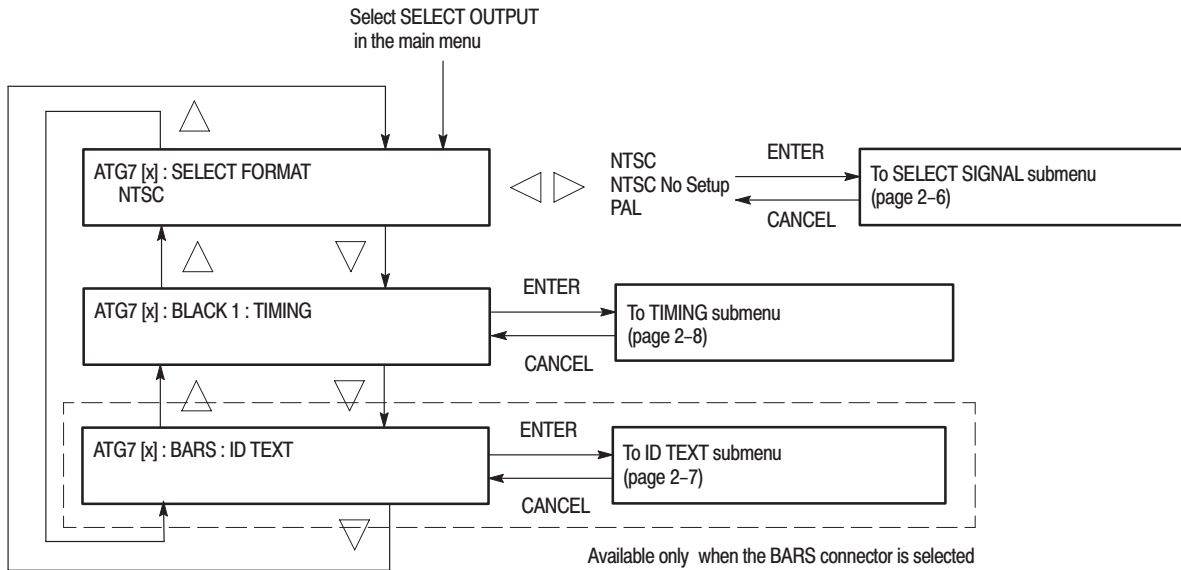 Select SELECT OUTPUT
in the main menu
ATG7 [x] : SELECT FORMAT
NTSC
NTSC
NTSC No Setup
PAL
ENTER
CANCEL
To SELECT SIGNAL submenu
(page 2–6)
ATG7 [x] : BLACK 1 : TIMING
ENTER
CANCEL
To TIMING submenu
(page 2–8)
ATG7 [x] : BARS : ID TEXT
ENTER
CANCEL
To ID TEXT submenu
(page 2–7)
Available only when the BARS connector is selected